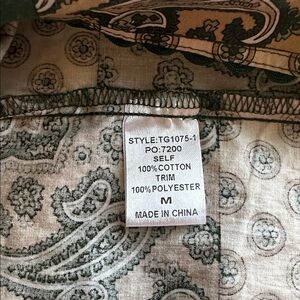 STYLE:TG1075-1
PO:7200
SELF
100%COTTON
TRIM
100%POLYESTER
M
MADE IN CHINA